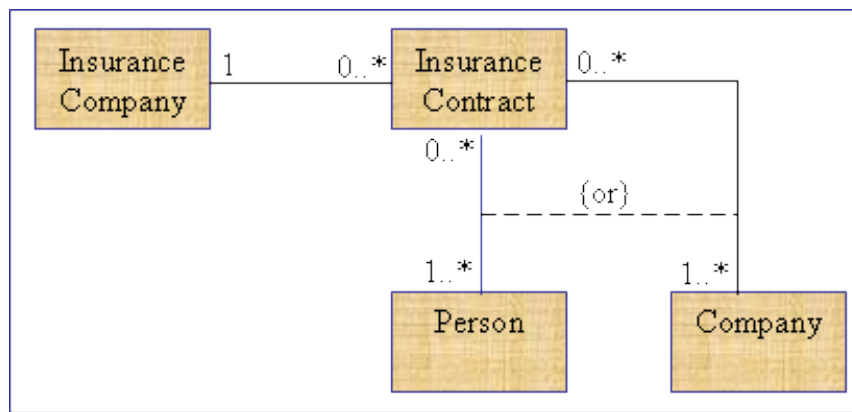 Insurance
Company
1
0..*
Insurance
Contract
0..*
0..*
{or}
1..*
1..*
Person
Company